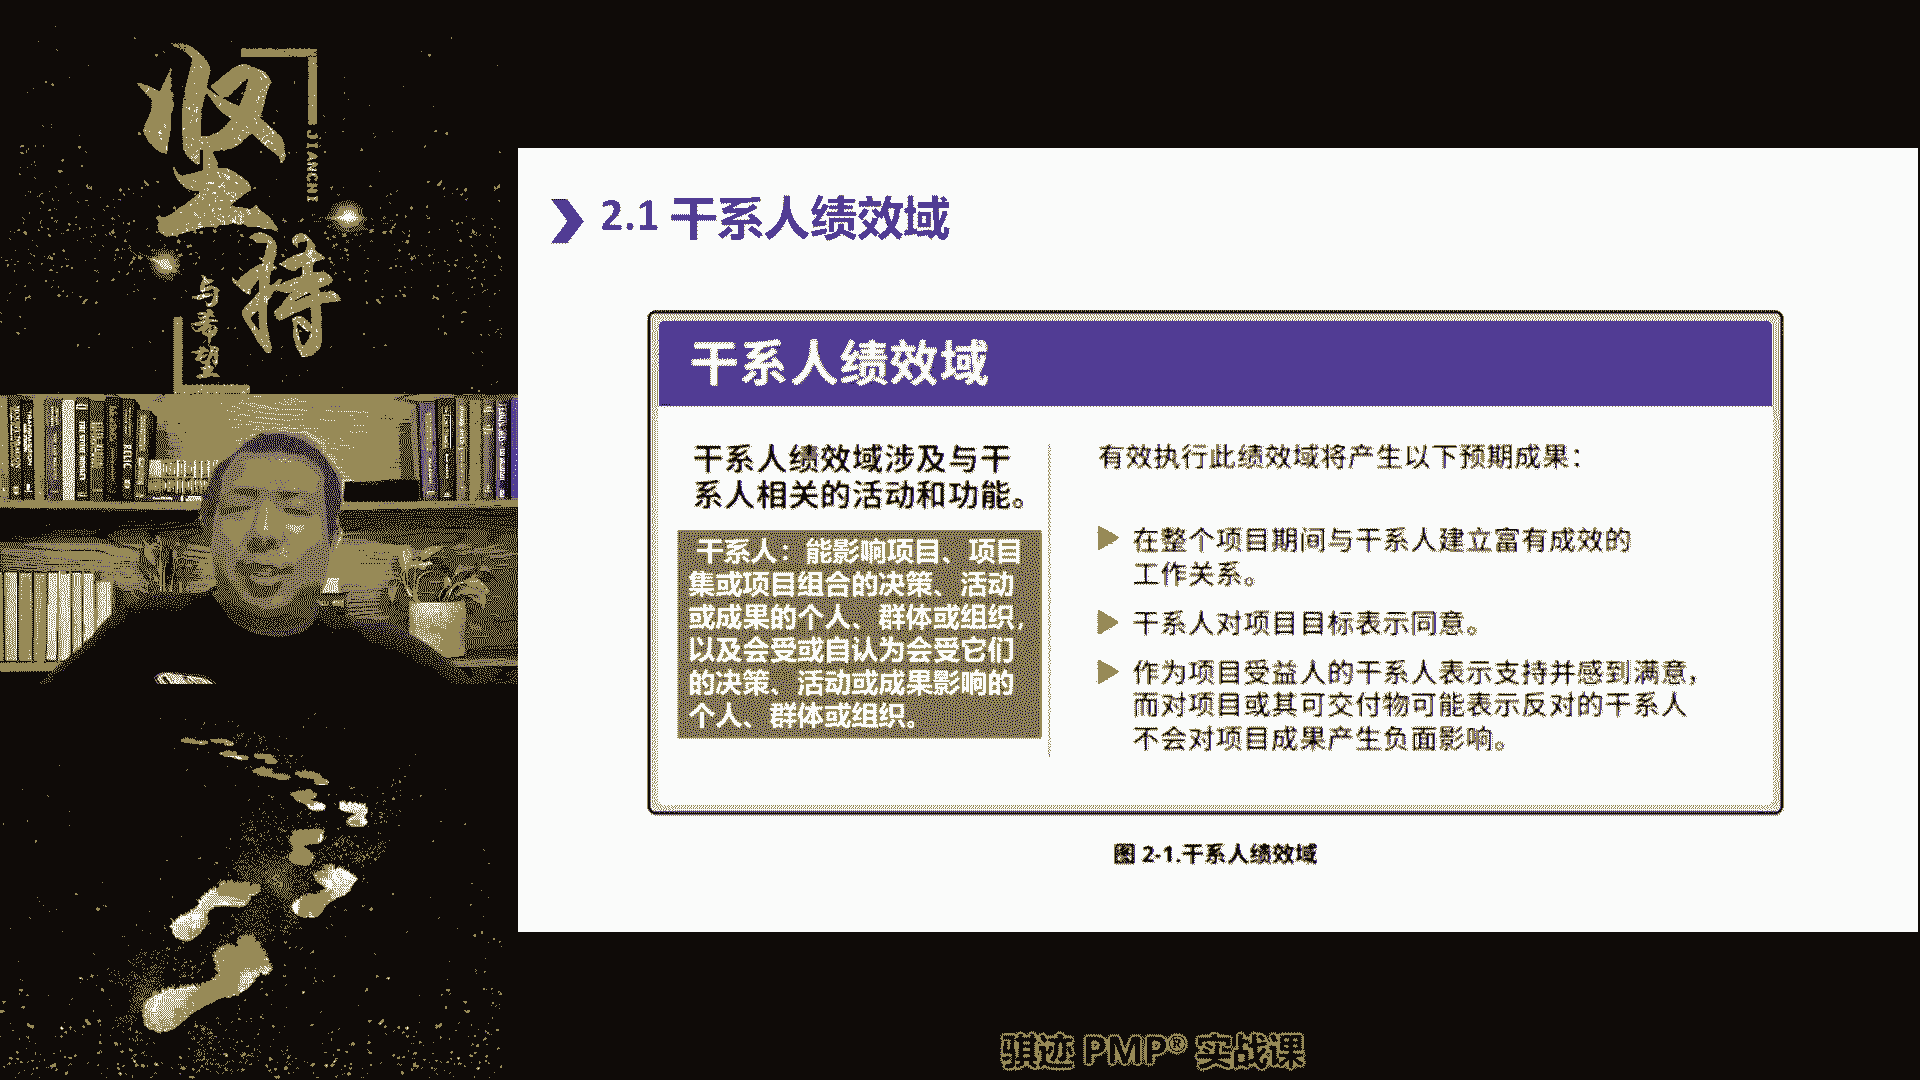 坚持
JIANCHI
与希望
2.1 干系人绩效域
干系人绩效域
干系人绩效域涉及与干
系人相关的活动和功能。
干系人：能影响项目、项目
集或项目组合的决策、活动
或成果的个人、群体或组织，
以及会受或自认为会受它们
的决策、活动或成果影响的
个人、群体或组织。
有效执行此绩效域将产生以下预期成果：
在整个项目期间与干系人建立富有成效的
工作关系。
干系人对项目目标表示同意。
作为项目受益人的干系人表示支持并感到满意，
而对项目或其可交付物可能表示反对的干系人
不会对项目成果产生负面影响。
图 2-1.干系人绩效域
骐迹 PMP® 实战课